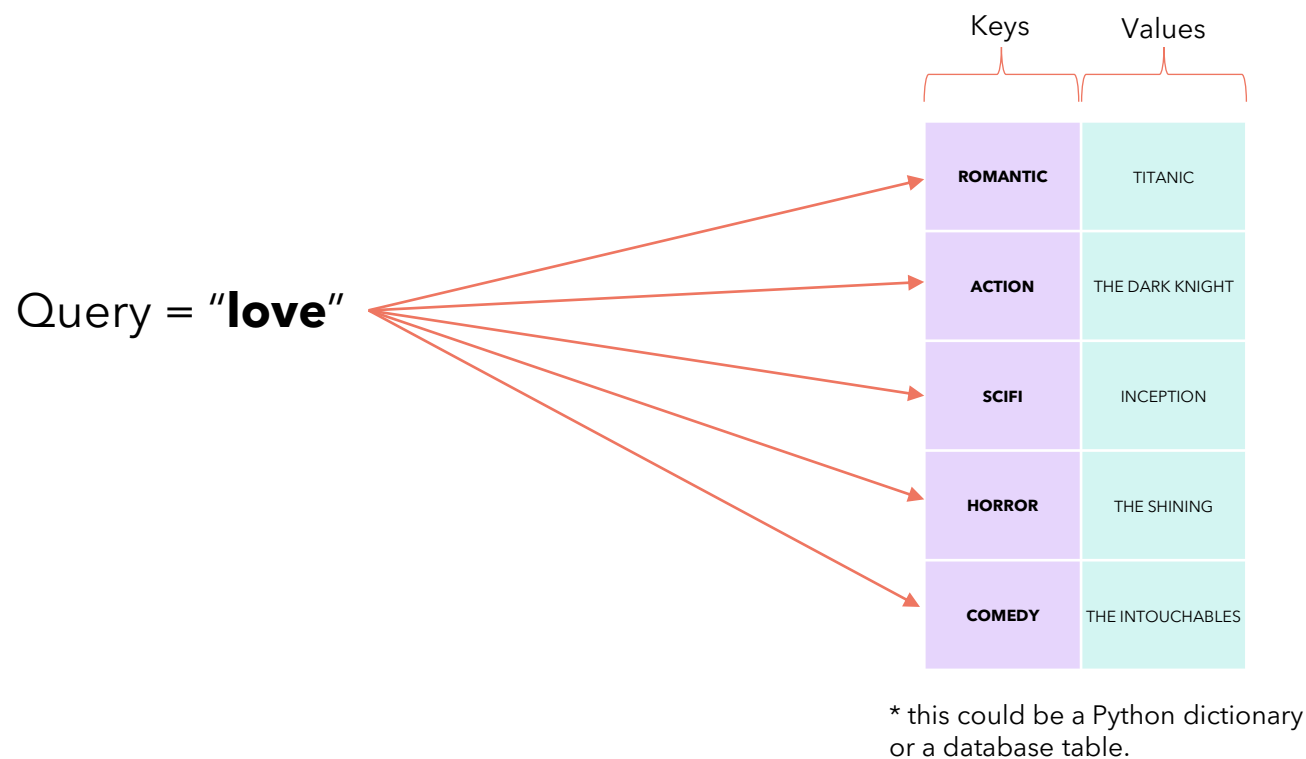 Keys Values
ROMANTIC TITANIC
ACTION THE DARK KNIGHT
Query = “love”
SCIFI INCEPTION
HORROR THE SHINING
COMEDY THE INTOUCHABLES
* this could be a Python dictionary
or a database table.